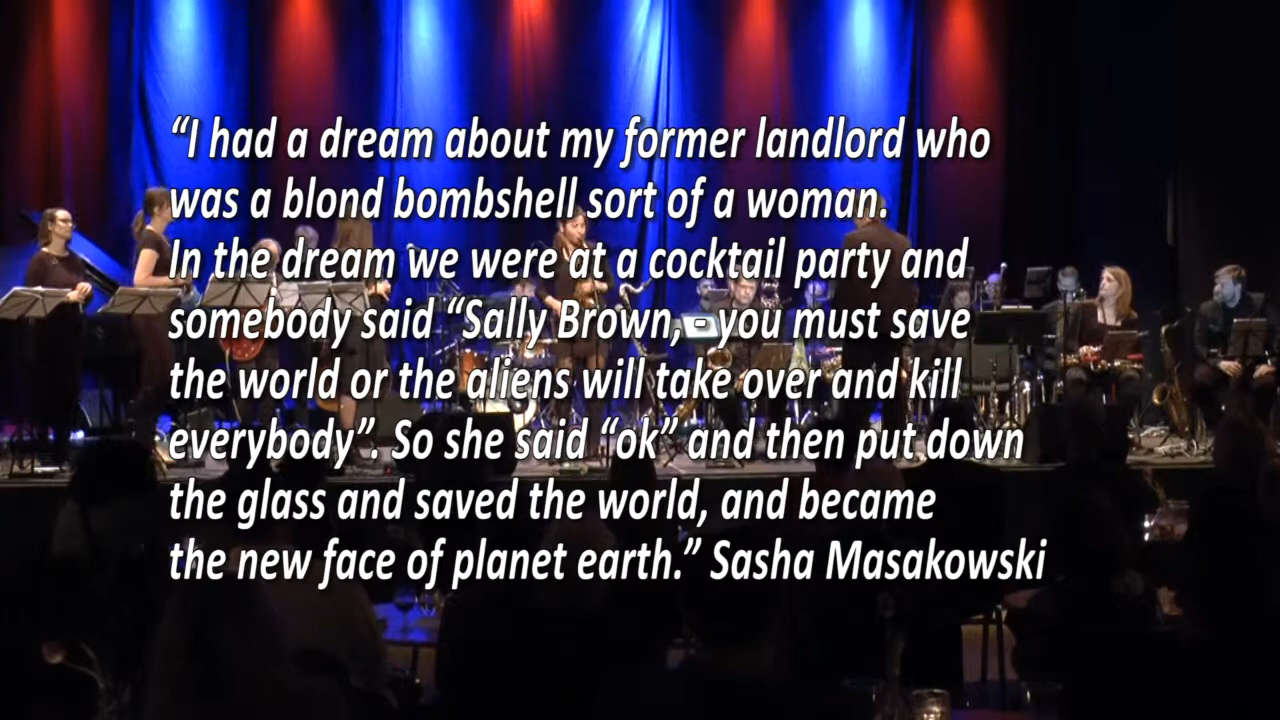 “I had a dream about my former landlord who
was a blond bombshell sort of a woman.
In the dream we were at a cocktail party and
somebody said “Sally Brown, - you must save
the world or the aliens will take over and kill
everybody”. So she said “ok” and then put down
the glass and saved the world, and became
the new face of planet earth.” Sasha Masakowski